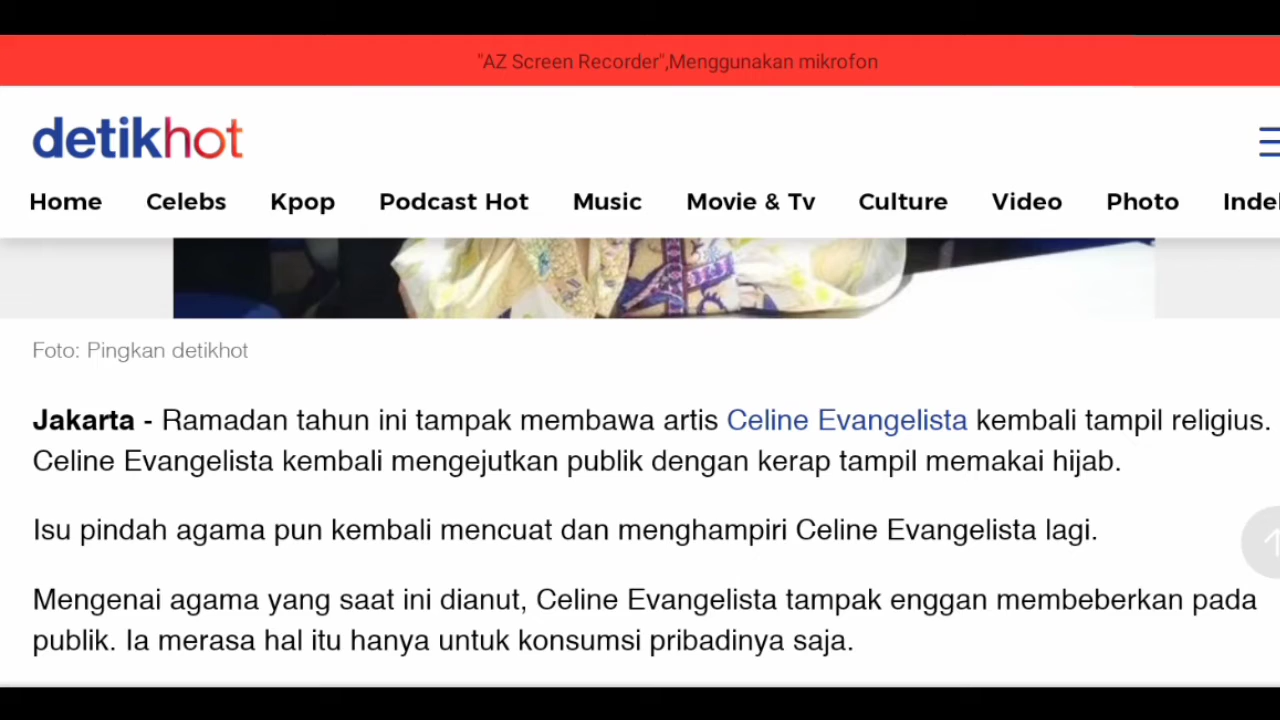 "AZ Screen Recorder",Menggunakan mikrofon
detikhot
Home Celebs Kpop Podcast Hot Music Movie & Tv Culture Video Photo
Foto: Pingkan detikhot
Jakarta - Ramadan tahun ini tampak membawa artis Celine Evangelista kembali tampil religius.
Celine Evangelista kembali mengejutkan publik dengan kerap tampil memakai hijab.
Isu pindah agama pun kembali mencuat dan menghampiri Celine Evangelista lagi.
Mengenai agama yang saat ini dianut, Celine Evangelista tampak enggan membeberkan pada
publik. Ia merasa hal itu hanya untuk konsumsi pribadinya saja.